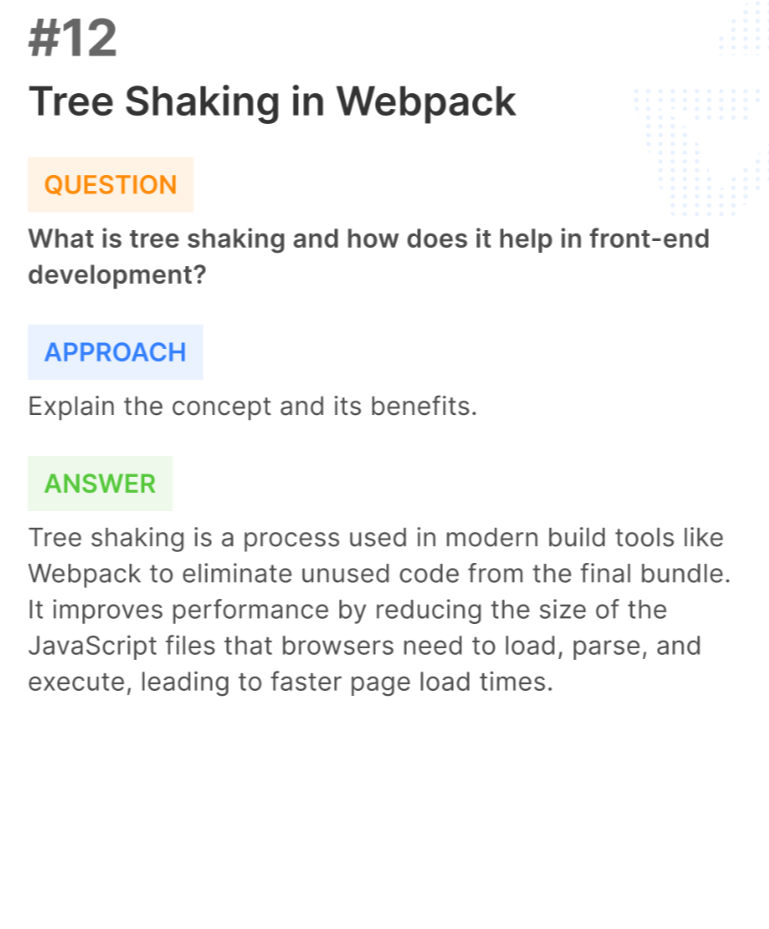 #12
Tree Shaking in Webpack
QUESTION
What is tree shaking and how does it help in front-end
development?
APPROACH
Explain the concept and its benefits.
ANSWER
Tree shaking is a process used in modern build tools like
Webpack to eliminate unused code from the final bundle.
It improves performance by reducing the size of the
JavaScript files that browsers need to load, parse, and
execute, leading to faster page load times.